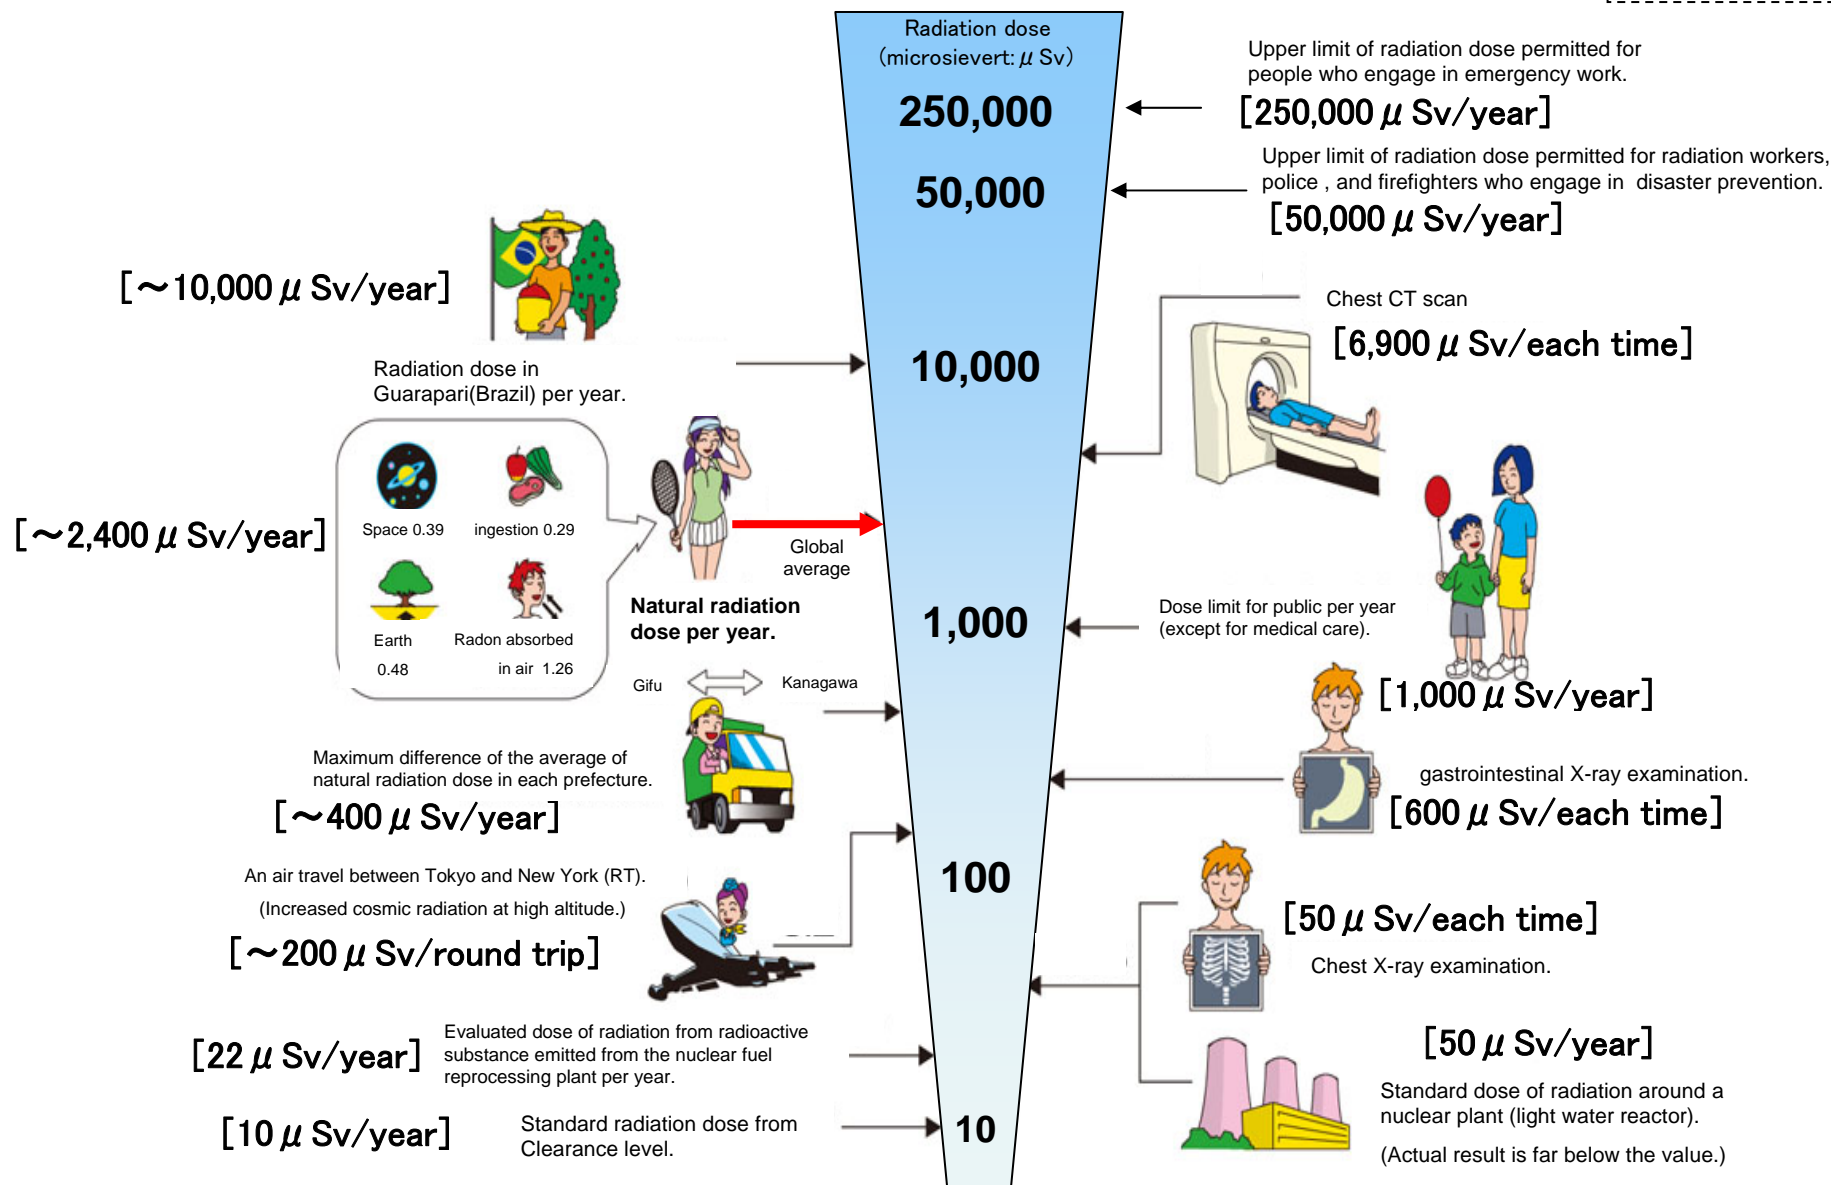 Radiation dose
(microsievert: μ Sv)
250,000
50,000
10,000
1,000
100
10
Upper limit of radiation dose permitted for
people who engage in emergency work.
[250,000 μ Sv/year]
Upper limit of radiation dose permitted for radiation workers,
police , and firefighters who engage in disaster prevention.
[50,000 μ Sv/year]
[~10,000 μ Sv/year]
Radiation dose in
Guarapari(Brazil) per year.
Chest CT scan
[6,900 μ Sv/each time]
[~2,400 μ Sv/year]
Space 0.39
ingestion 0.29
Earth
0.48
Radon absorbed
in air 1.26
Global
average
Natural radiation
dose per year.
Dose limit for public per year
(except for medical care).
[1,000 μ Sv/year]
Gifu
Kanagawa
Maximum difference of the average of
natural radiation dose in each prefecture.
[~400 μ Sv/year]
gastrointestinal X-ray examination.
[600 μ Sv/each time]
An air travel between Tokyo and New York (RT).
(Increased cosmic radiation at high altitude.)
[~200 μ Sv/round trip]
[50 μ Sv/each time]
Chest X-ray examination.
[22 μ Sv/year]
Evaluated dose of radiation from radioactive
substance emitted from the nuclear fuel
reprocessing plant per year.
[50 μ Sv/year]
Standard dose of radiation around a
nuclear plant (light water reactor).
(Actual result is far below the value.)
[10 μ Sv/year]
Standard radiation dose from
Clearance level.